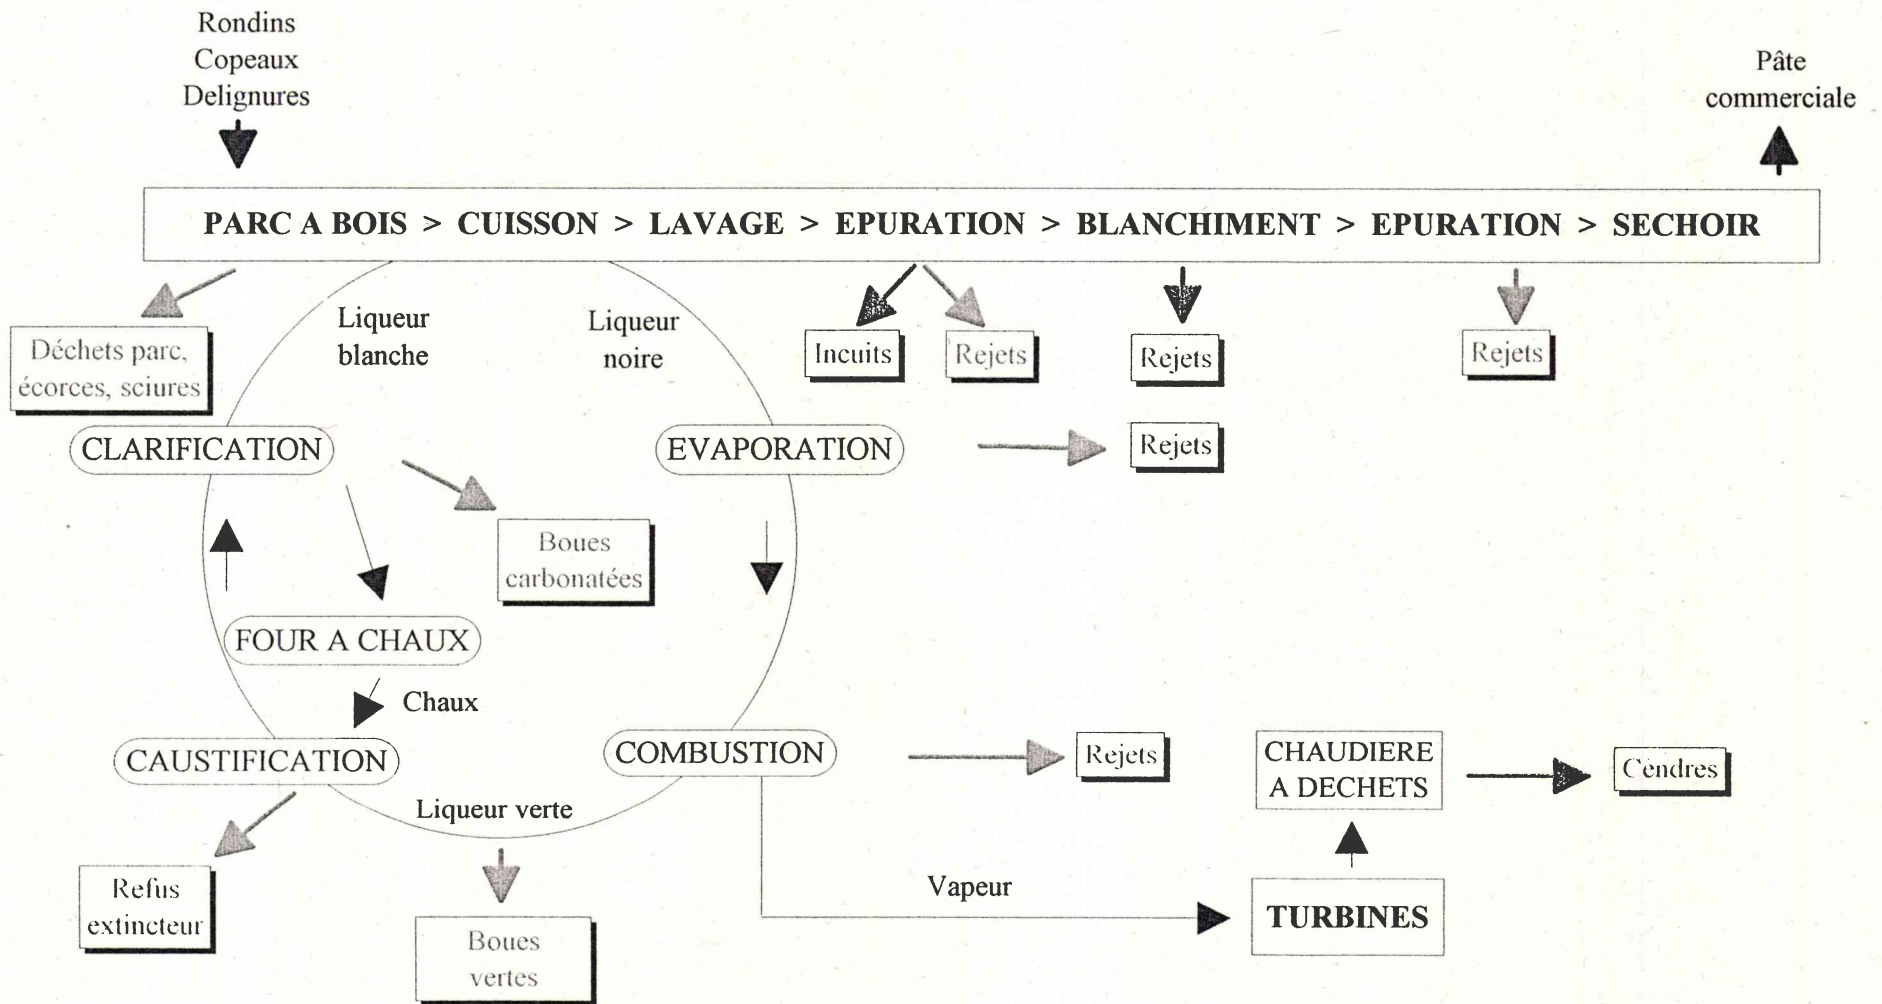 Rondins
Copeaux
Delignures
Pâte
commerciale
PARC A BOIS > CUISSON > LAVAGE > EPURATION > BLANCHIMENT > EPURATION > SECHOIR
Déchets parc,
écorces, sciures
Liqueur
blanche
Liqueur
noire
Incuits
Rejets
Rejets
Rejets
CLARIFICATION
EVAPORATION
Rejets
Boues
carbonatées
FOUR A CHAUX
Chaux
CAUSTIFICATION
COMBUSTION
Rejets
CHAUDIERE
A DECHETS
Cendres
Liqueur verte
Refus
extincteur
Vapeur
TURBINES
Boues
vertes